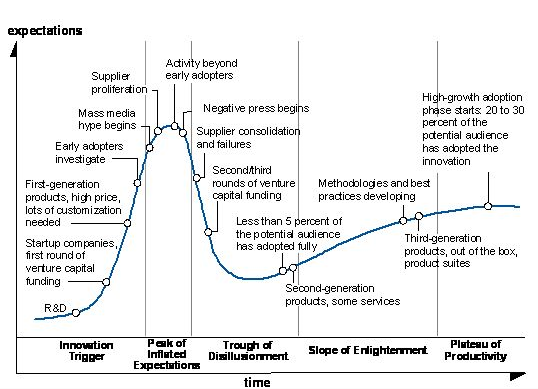 expectations
Activity beyond
early adopters
Supplier
proliferation
Mass media
hype begins
Negative press begins
Supplier consolidation
and failures
Early adopters
investigate
First-generation
products, high price,
lots of customization
needed
Startup companies,
first round of
venture capital
funding
R&D
Second/third
rounds of venture
capital funding
Less than 5 percent of
the potential audience
has adopted fully
Second-generation
products, some services
Methodologies and best
practices developing
Third-generation
products, out of the box,
product suites
High-growth adoption
phase starts: 20 to 30
percent of the
potential audience
has adopted the
innovation
Innovation
Trigger
Peak of
Inflated
Expectations
Trough of
Disillusionment
Slope of Enlightenment
Plateau of
Productivity
time